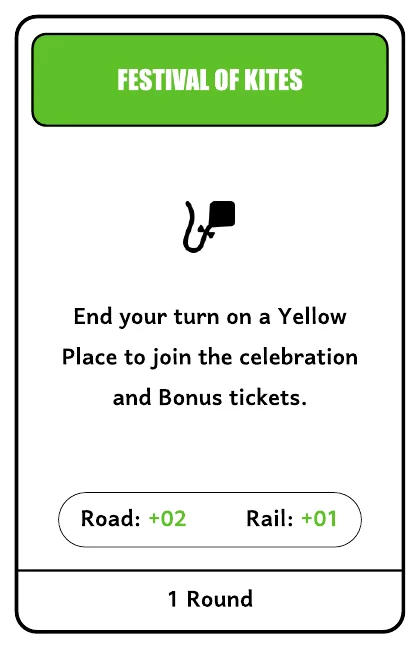 FESTIVAL OF KITES
End your turn on a Yellow
Place to join the celebration
and Bonus tickets.
Road: +02 Rail: +01
1 Round